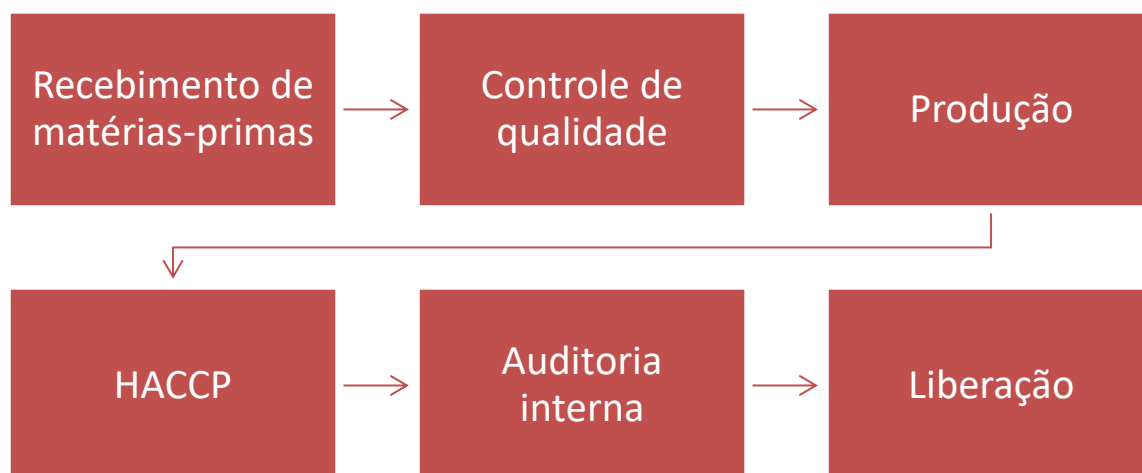 Recebimento de
matérias-primas
Controle de
qualidade
Produção
HACCP
Auditoria
interna
Liberação